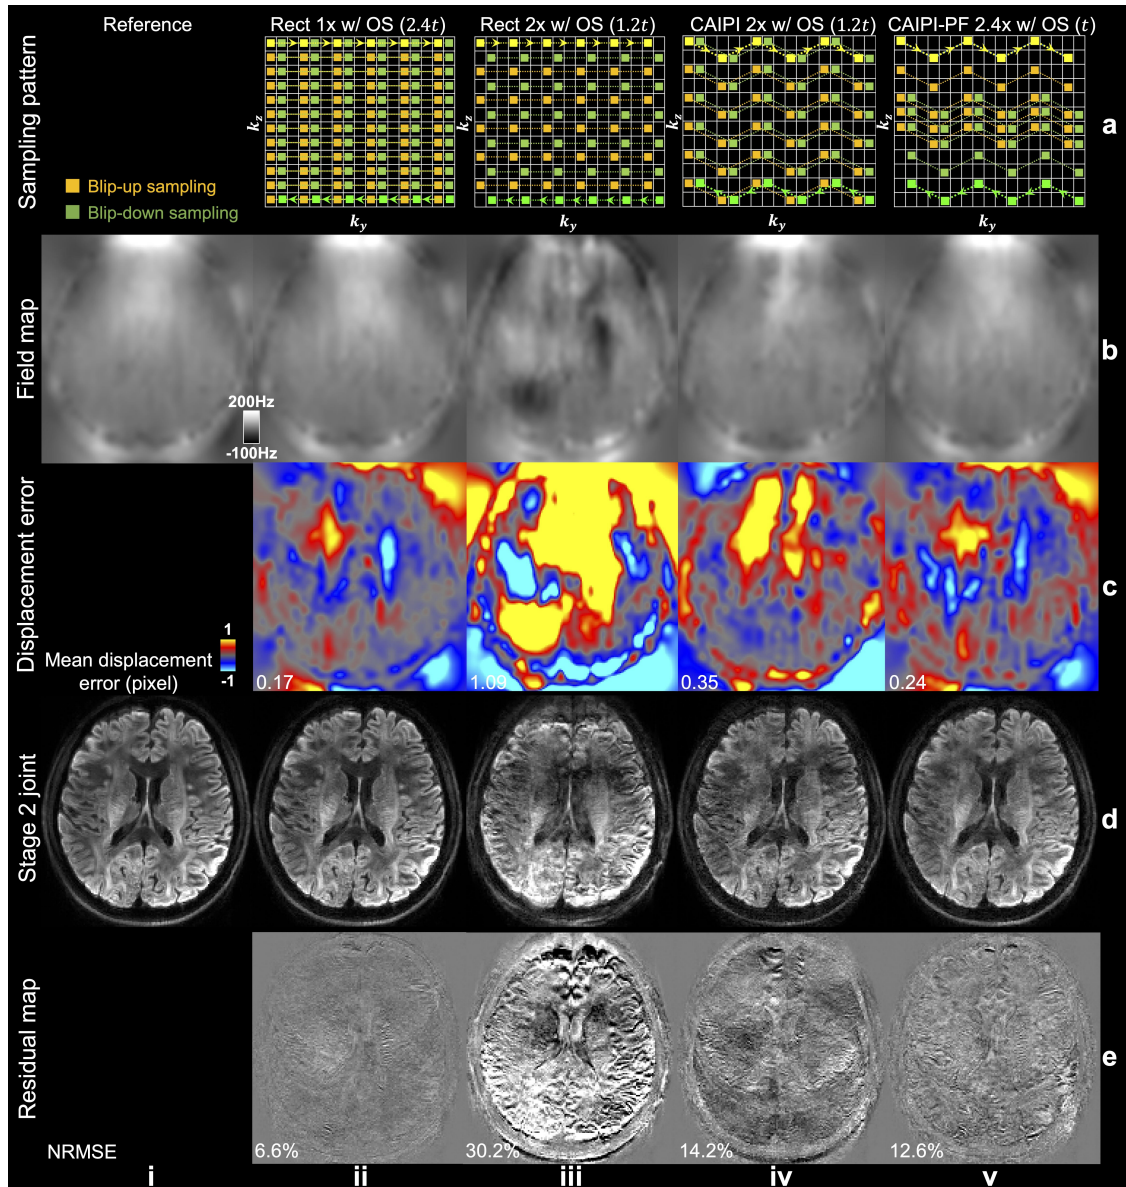 Reference
Rect 1x w/ OS (2.4t)
Rect 2x w/ OS (1.2t)
CAIPI 2x w/ OS (1.2t)
CAIPI-PF 2.4x w/ OS (t)
Sampling pattern
kz
kz
kz
kz
a
Blip-up sampling
Blip-down sampling
ky
ky
ky
ky
Field map
200Hz
-100Hz
b
Displacement error
1
-1
Mean displacement
error (pixel)
0.17
1.09
0.35
0.24
c
Stage 2 joint
d
Residual map
e
NRMSE
6.6%
30.2%
14.2%
12.6%
i
ii
iii
iv
v